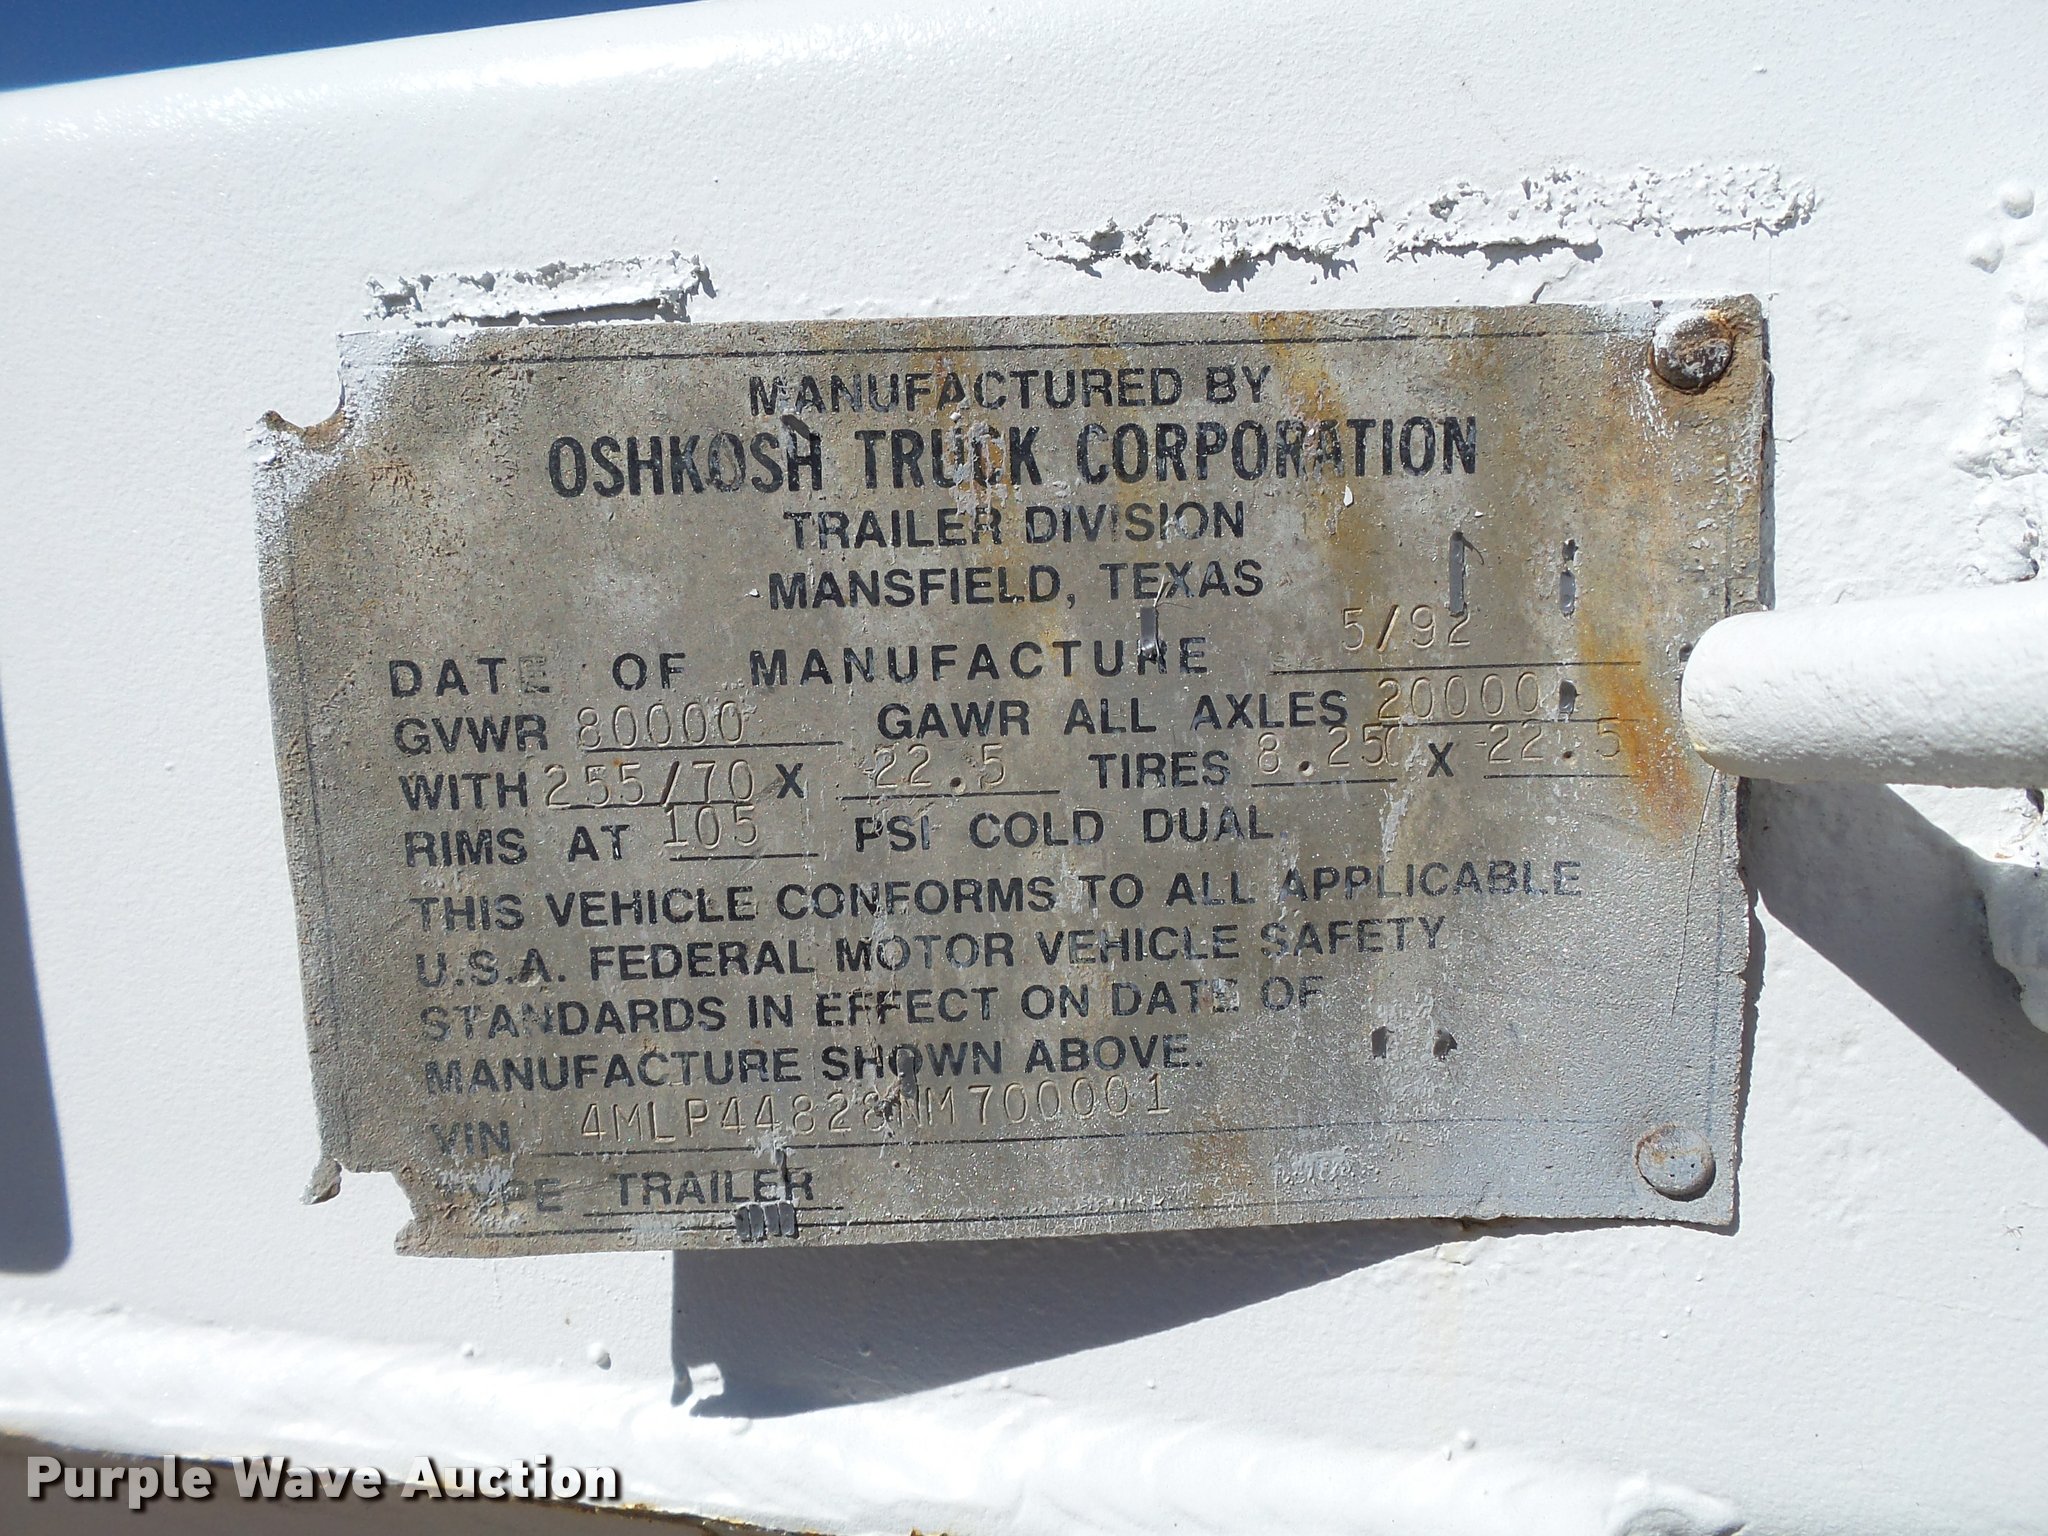 MANUFACTURED BY
OSHKOSH TRUCK CORPORATION
TRAILER DIVISION
MANSFIELD, TEXAS
DATE OF MANUFACTURE 5/92
GVWR 80000 GAWR ALL AXLES 20000
WITH 255/70 X 22.5 TIRES 8.25 X 22.5
RIMS AT 105 PSI COLD DUAL.
THIS VEHICLE CONFORMS TO ALL APPLICABLE
U.S.A. FEDERAL MOTOR VEHICLE SAFETY
STANDARDS IN EFFECT ON DATE OF
MANUFACTURE SHOWN ABOVE.
VIN 4MLP44828NM700001
TYPE TRAILER
Purple Wave Auction